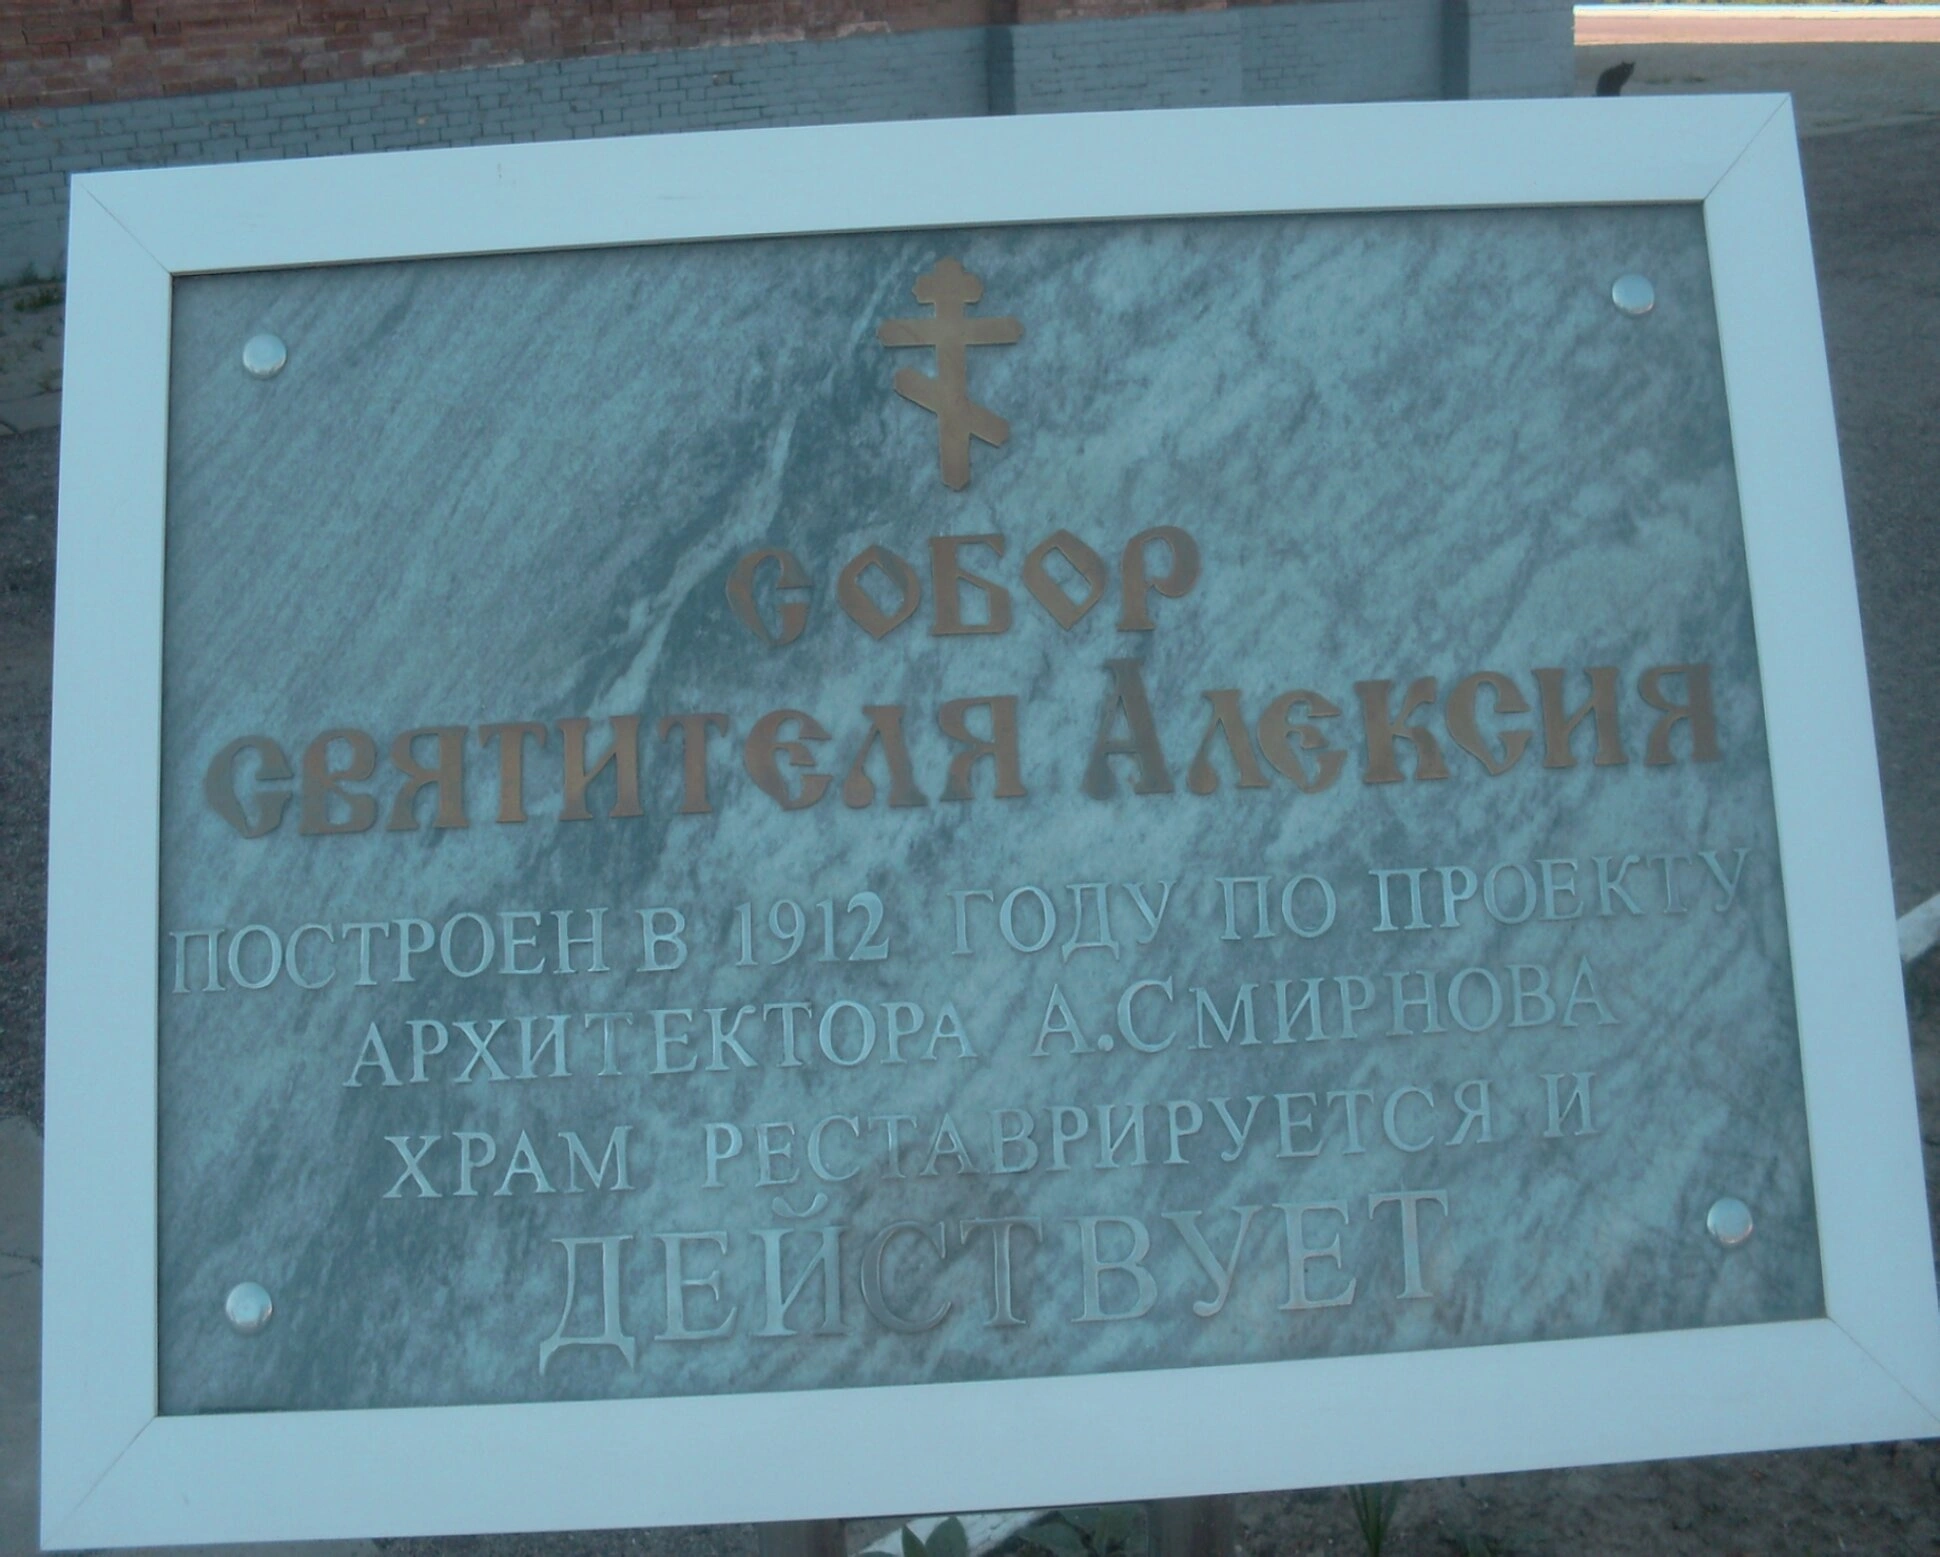 СОБОР
СВЯТИТЕЛЯ АЛЕКСИЯ
ПОСТРОЕН В 1912 ГОДУ ПО ПРОЕКТУ
АРХИТЕКТОРА А.СМИРНОВА
ХРАМ РЕСТАВРИРУЕТСЯ И
ДЕЙСТВУЕТ